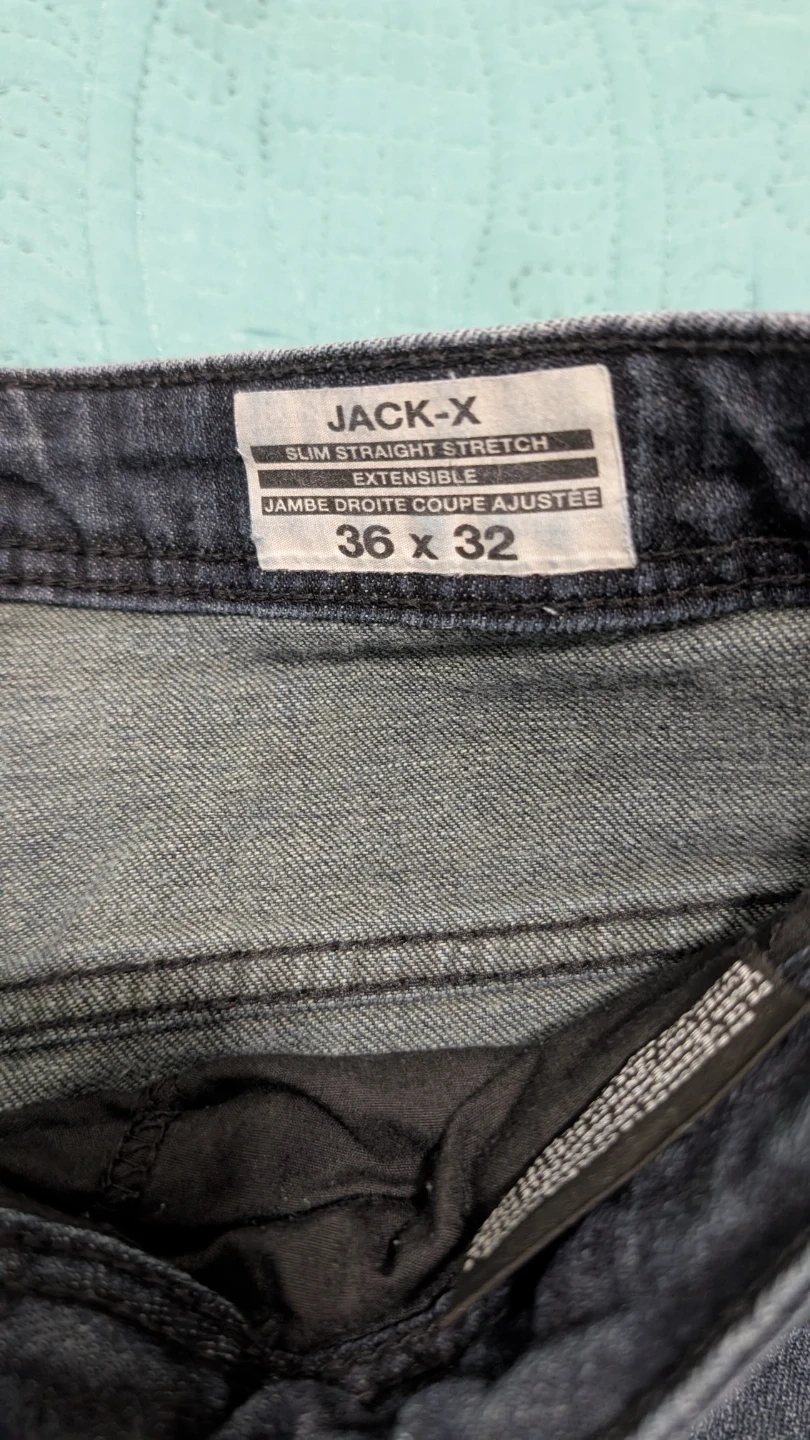 JACK-X
SLIM STRAIGHT STRETCH
EXTENSIBLE
JAMBE DROITE COUPE AJUSTÉE
36 x 32